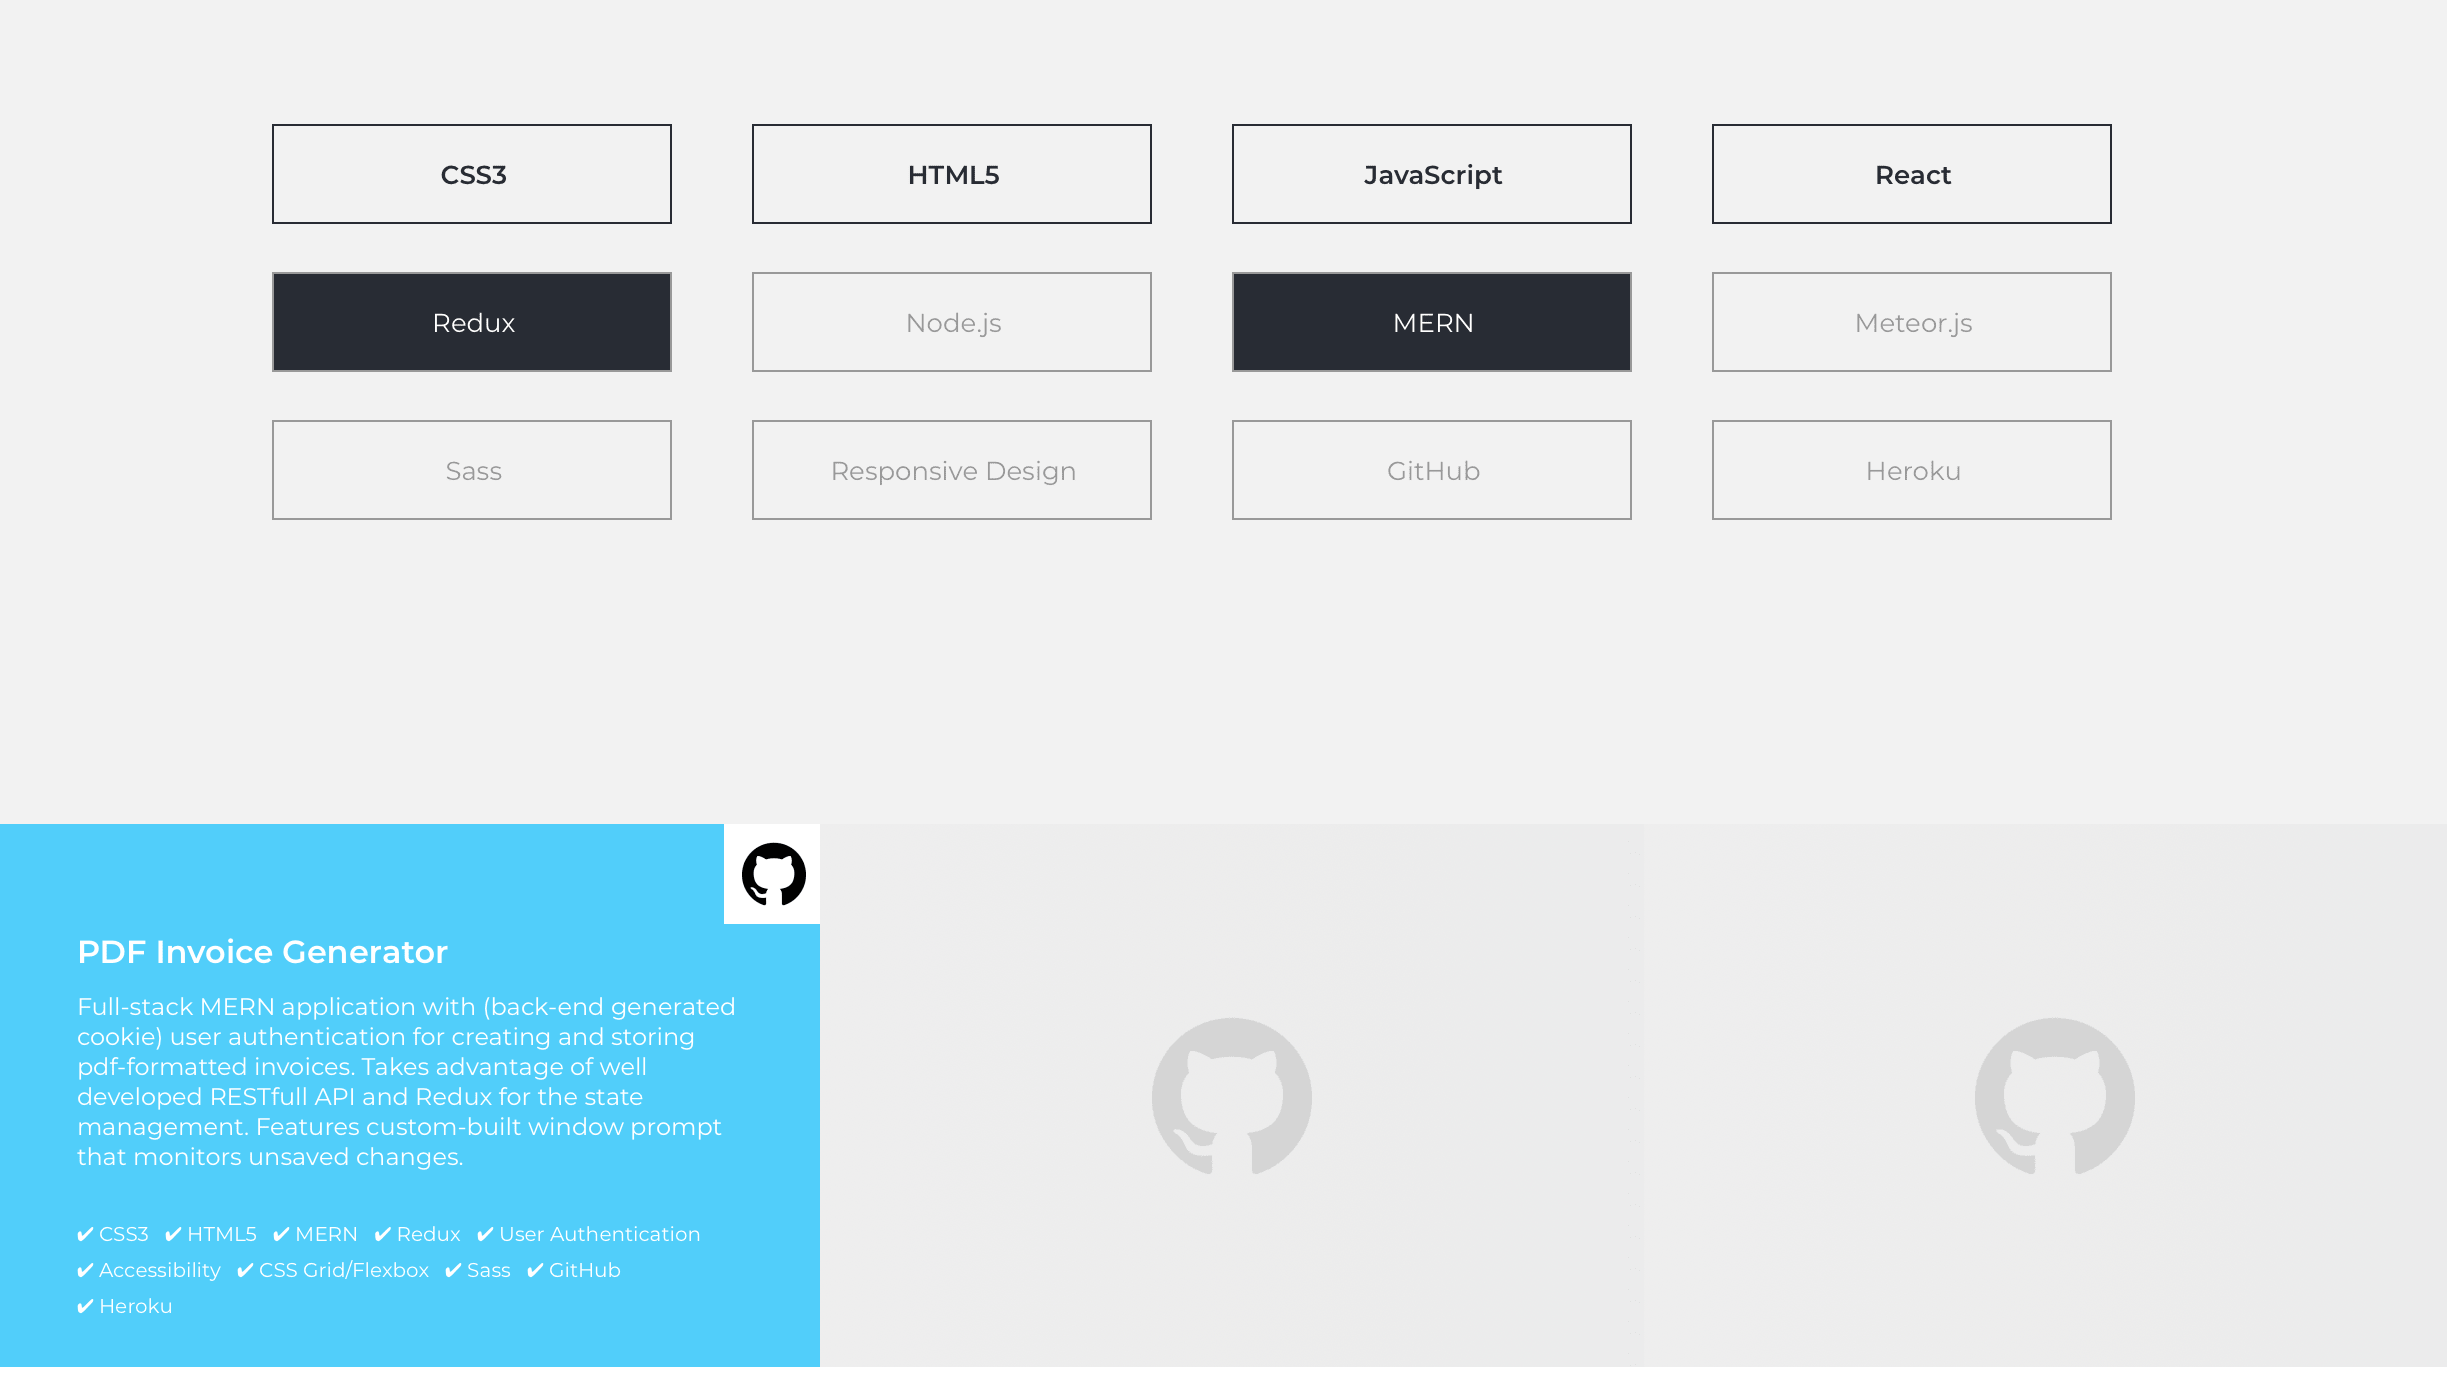 CSS3 HTML5 JavaScript React
Redux Node.js MERN Meteor.js
Sass Responsive Design GitHub Heroku
PDF Invoice Generator
Full-stack MERN application with (back-end generated
cookie) user authentication for creating and storing
pdf-formatted invoices. Takes advantage of well
developed RESTfull API and Redux for the state
management. Features custom-built window prompt
that monitors unsaved changes.
✔ CSS3 ✔ HTML5 ✔ MERN ✔ Redux ✔ User Authentication
✔ Accessibility ✔ CSS Grid/Flexbox ✔ Sass ✔ GitHub
✔ Heroku